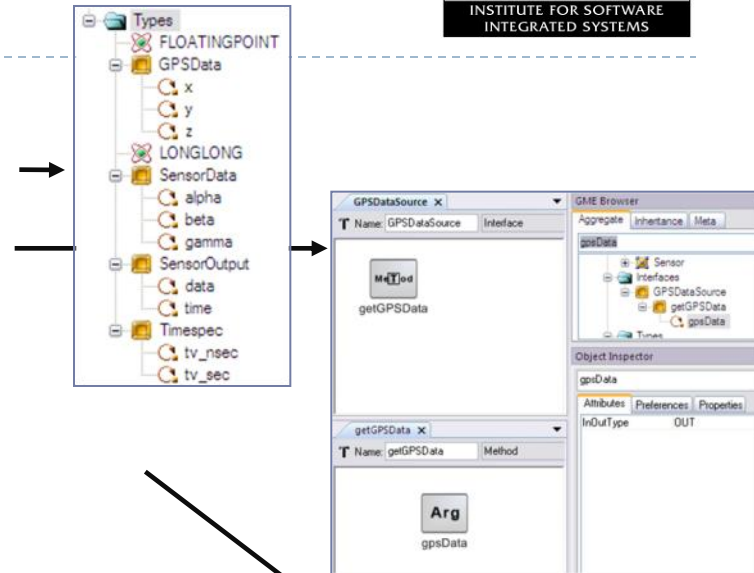 INSTITUTE FOR SOFTWARE
INTEGRATED SYSTEMS
Types
FLOATINGPOINT
GPSData
x
y
z
LONGLONG
SensorData
alpha
beta
gamma
SensorOutput
data
time
Timespec
tv_nsec
tv_sec
GPSDataSource X
Name: GPSDataSource Interface
MeTod
getGPSData
getGPSData X
Name: getGPSData Method
Arg
gpsData
GME Browser
Aggregate Inheritance Meta
gpsData
Sensor
Interfaces
GPSDataSource
getGPSData
gpsData
Types
Object Inspector
gpsData
Attributes Preferences Properties
InOutType OUT